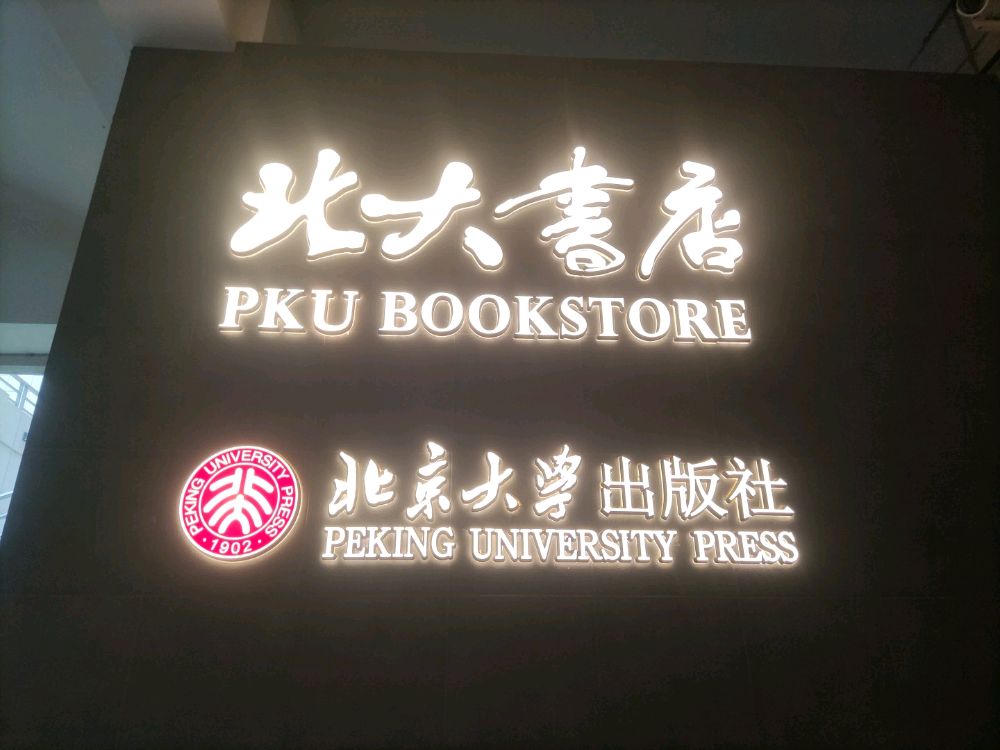 北大書店
PKU BOOKSTORE
PEKING UNIVERSITY PRESS
·1902·
北京大学出版社
PEKING UNIVERSITY PRESS